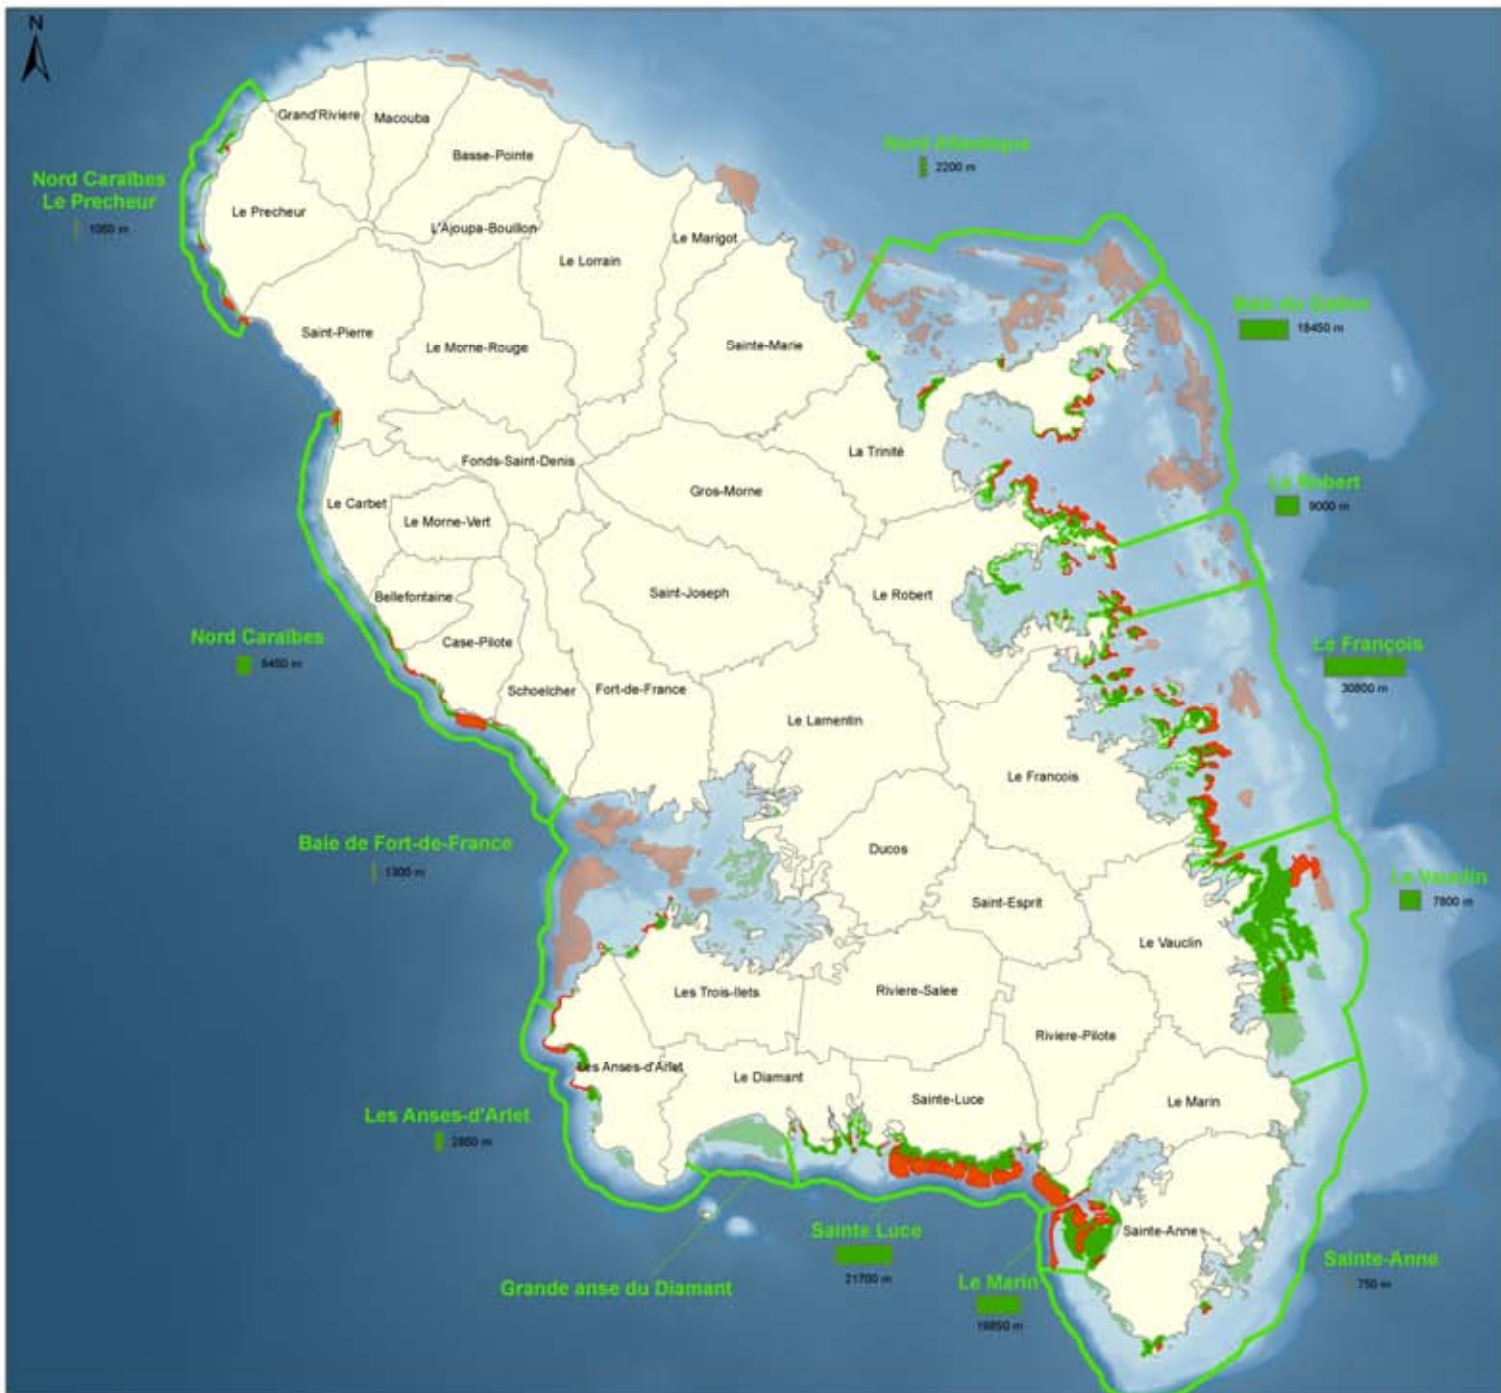 N
Grand'Riviere
Macouba
Basse-Pointe
Nord Atlantique
2200 m
Nord Caraïbes
Le Precheur
1050 m
Le Precheur
L'Ajoupa-Bouillon
Le Marigot
Le Lorrain
Saint-Pierre
Le Morne-Rouge
Sainte-Marie
18450 m
La Trinité
Fonds-Saint-Denis
Gros-Morne
Le Robert
9000 m
Le Carbet
Le Morne-Vert
Bellefontaine
Saint-Joseph
Le Robert
Nord Caraïbes
5450 m
Case-Pilote
Schoelcher
Fort-de-France
Le François
30800 m
Le Lamentin
Le Francois
Baie de Fort-de-France
1300 m
Ducos
Le Vauclin
7800 m
Saint-Esprit
Le Vauclin
Les Trois-Ilets
Riviere-Salee
Riviere-Pilote
Les Anses-d'Arlet
Le Diamant
Sainte-Luce
Le Marin
Les Anses-d'Arlet
2850 m
Sainte Luce
21700 m
Sainte-Anne
Grande anse du Diamant
Le Marin
16850 m
Sainte-Anne
750 m